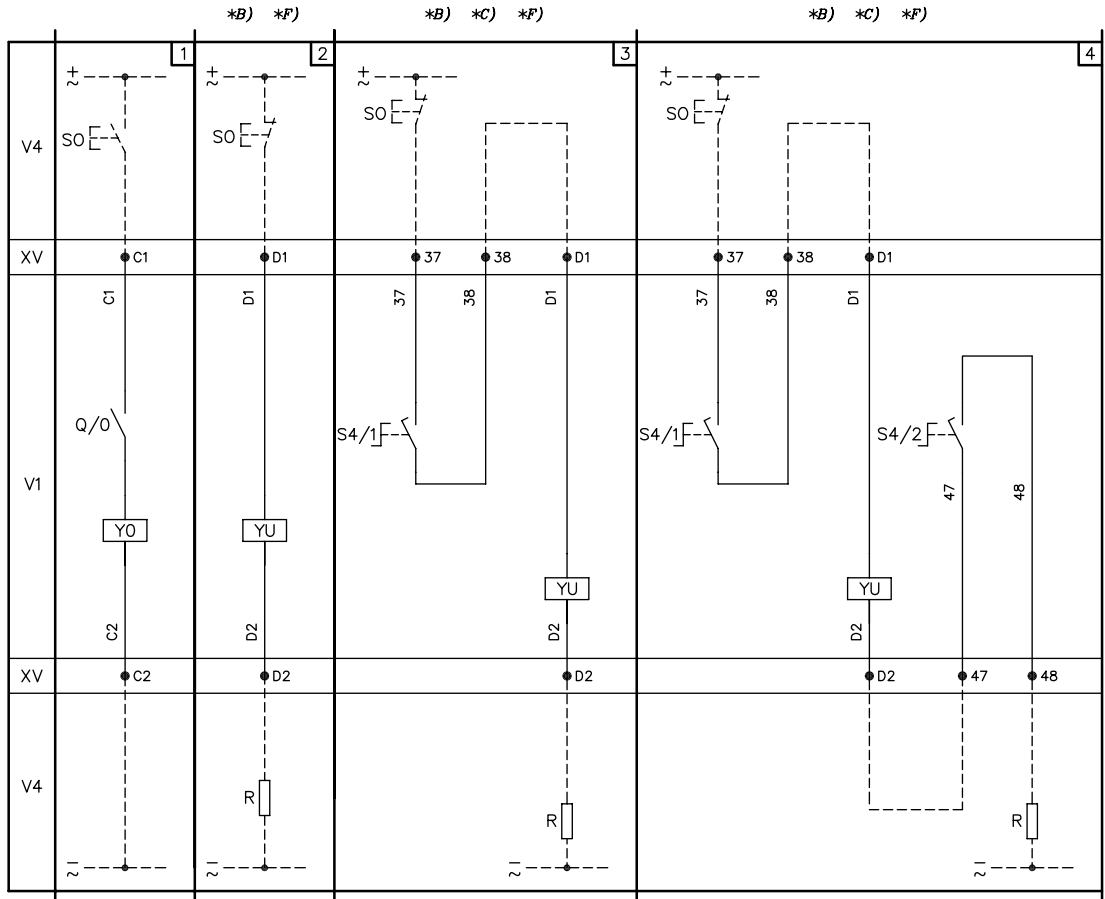 *B) *F) *B) *C) *F) *B) *C) *F)
1 2 3 4
+ ~ + ~ + ~ + ~
V4 SO SO SO SO
XV C1 D1 37 38 D1 37 38 D1
C1 D1 37 38 D1 37 38 D1
Q/O S4/1 S4/1 S4/2
V1 47 48
YO YU
YU YU
C2 D2 D2 D2
XV C2 D2 D2 D2 47 48
V4 R R R
− ~ − ~ − ~ − ~